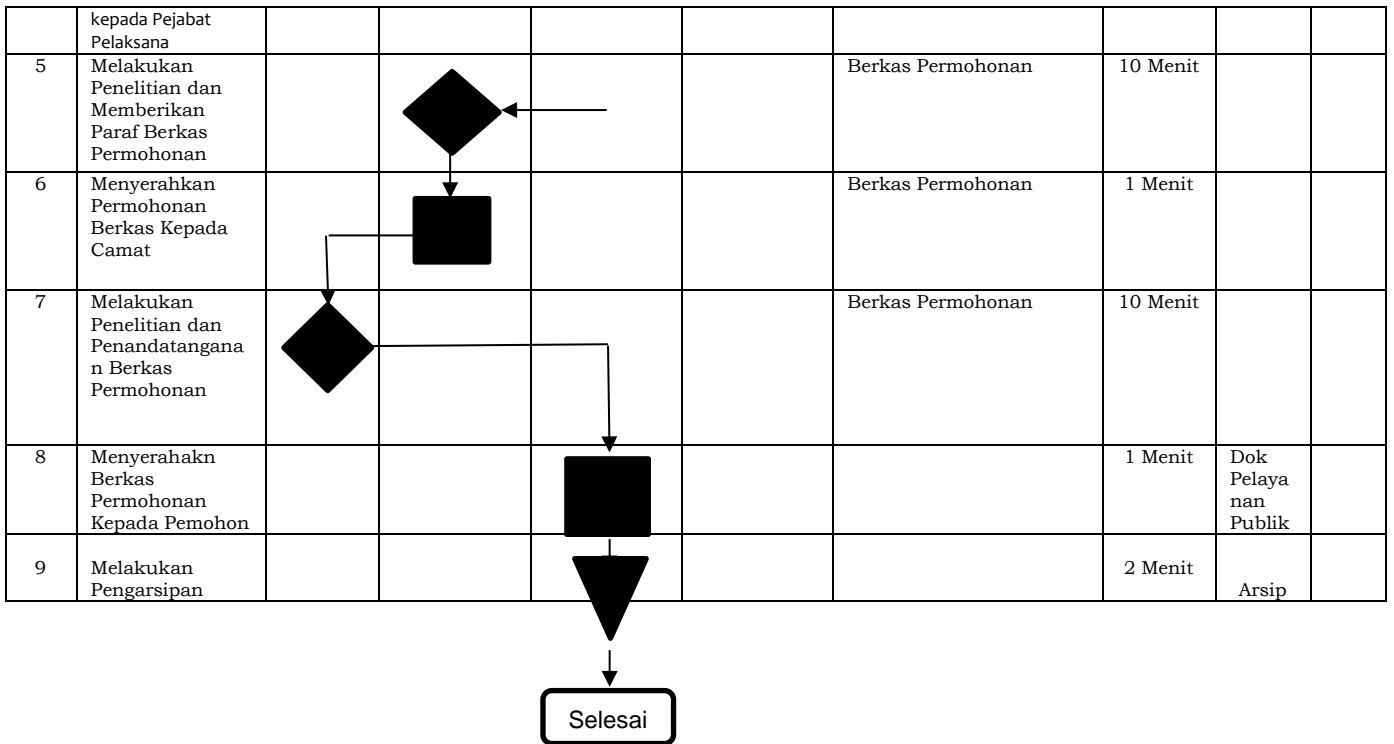 kepada Pejabat
Pelaksana
5
Melakukan
Penelitian dan
Memberikan
Paraf Berkas
Permohonan
Berkas Permohonan
10 Menit
6
Menyerahkan
Permohonan
Berkas Kepada
Camat
Berkas Permohonan
1 Menit
7
Melakukan
Penelitian dan
Penandatangana
n Berkas
Permohonan
Berkas Permohonan
10 Menit
8
Menyerahakn
Berkas
Permohonan
Kepada Pemohon
1 Menit
Dok
Pelaya
nan
Publik
9
Melakukan
Pengarsipan
2 Menit
Arsip
Selesai